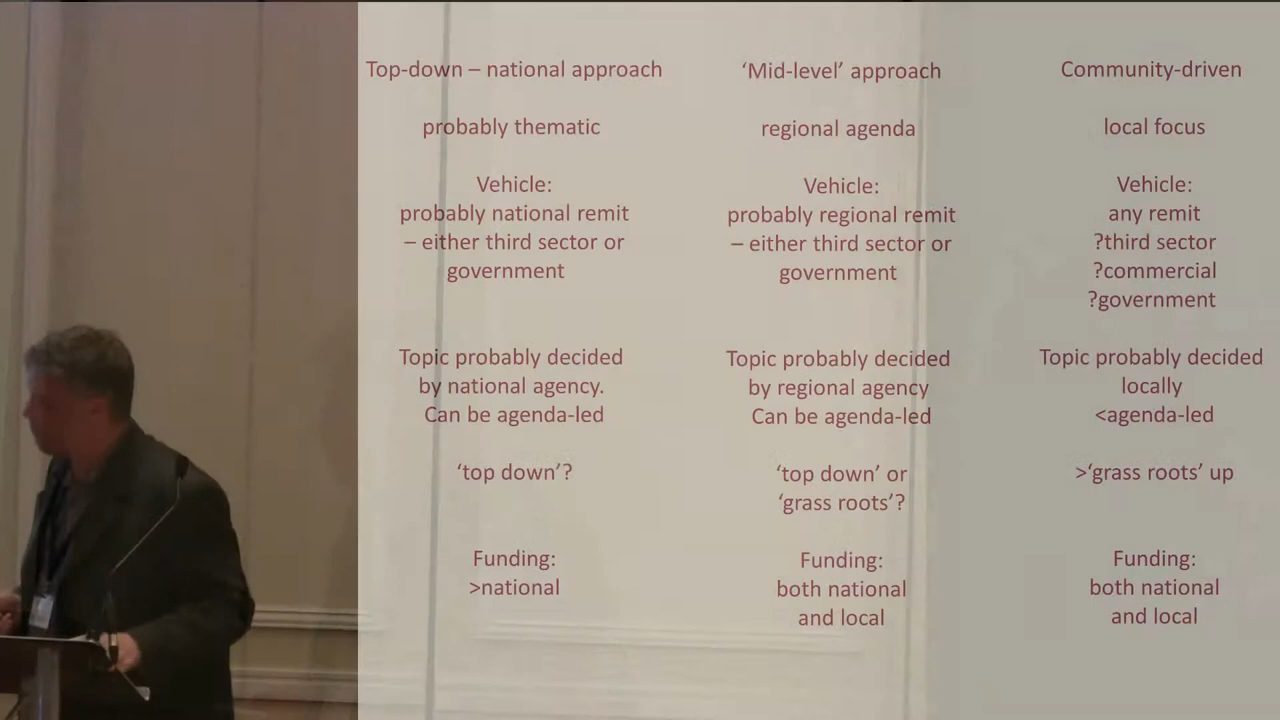 Top-down – national approach
probably thematic
Vehicle:
probably national remit
– either third sector or
government
Topic probably decided
by national agency.
Can be agenda-led
‘top down’?
Funding:
>national
‘Mid-level’ approach
regional agenda
Vehicle:
probably regional remit
– either third sector or
government
Topic probably decided
by regional agency
Can be agenda-led
‘top down’ or
‘grass roots’?
Funding:
both national
and local
Community-driven
local focus
Vehicle:
any remit
?third sector
?commercial
?government
Topic probably decided
locally
<agenda-led
>‘grass roots’ up
Funding:
both national
and local